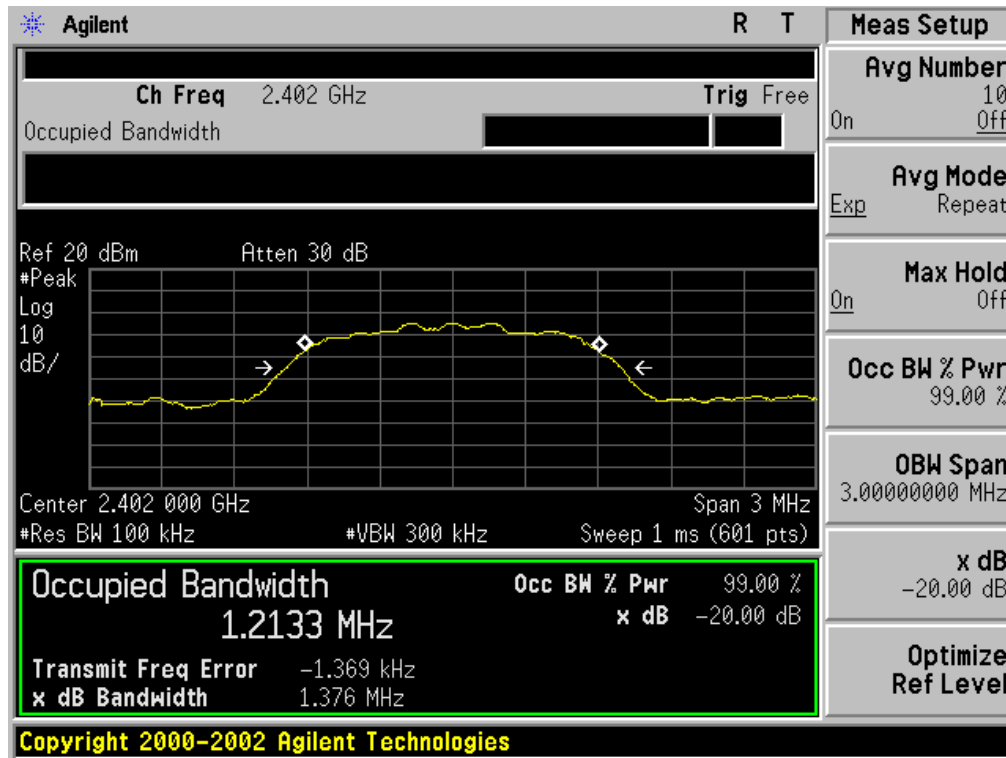 Agilent R T
Ch Freq 2.402 GHz Trig Free
Occupied Bandwidth
Ref 20 dBm Atten 30 dB
#Peak
Log
10
dB/
Center 2.402 000 GHz Span 3 MHz
#Res BW 100 kHz #VBW 300 kHz Sweep 1 ms (601 pts)
Occupied Bandwidth
1.2133 MHz
Occ BW % Pwr 99.00 %
x dB -20.00 dB
Transmit Freq Error -1.369 kHz
x dB Bandwidth 1.376 MHz
Copyright 2000-2002 Agilent Technologies
Meas Setup
Avg Number
10
On Off
Avg Mode
Exp Repeat
Max Hold
On Off
Occ BW % Pwr
99.00 %
OBW Span
3.00000000 MHz
x dB
-20.00 dB
Optimize
Ref Level